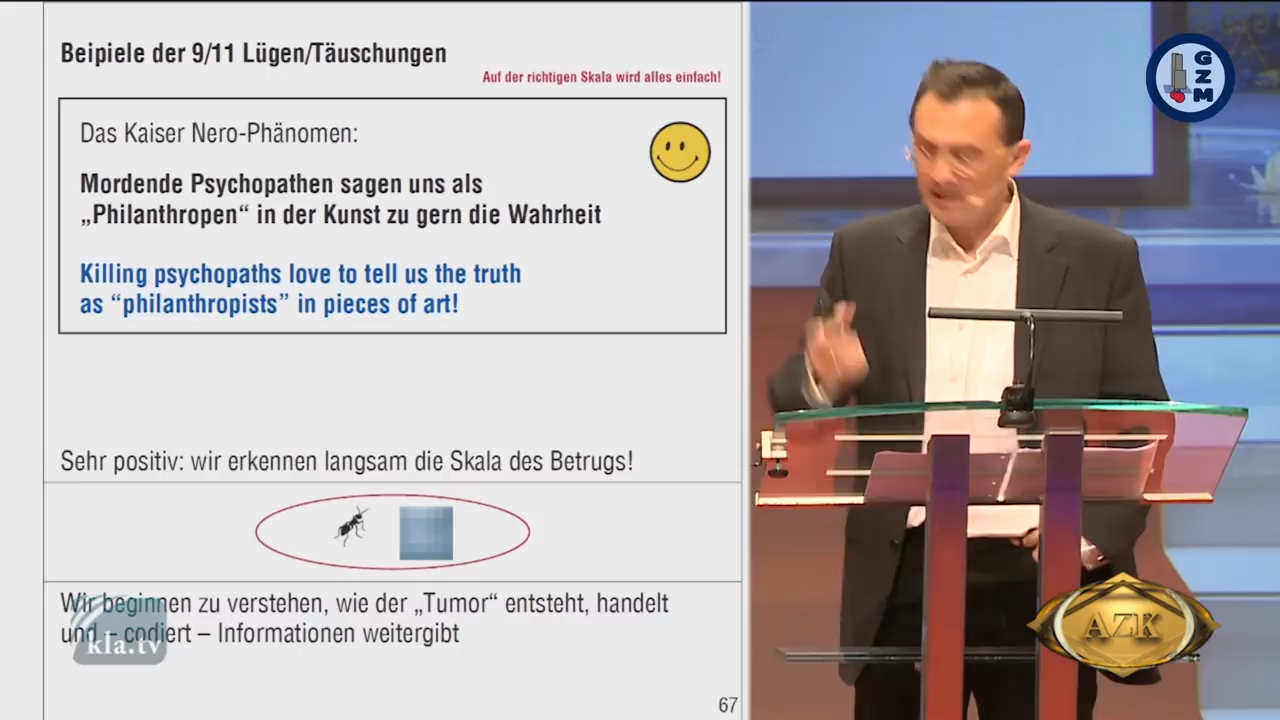 Beipiele der 9/11 Lügen/Täuschungen
Auf der richtigen Skala wird alles einfach!
Das Kaiser Nero-Phänomen:
Mordende Psychopathen sagen uns als
„Philanthropen“ in der Kunst zu gern die Wahrheit
Killing psychopaths love to tell us the truth
as “philanthropists” in pieces of art!
Sehr positiv: wir erkennen langsam die Skala des Betrugs!
Wir beginnen zu verstehen, wie der „Tumor“ entsteht, handelt
und – codiert – Informationen weitergibt
kla.tv
67
GZM
AZK